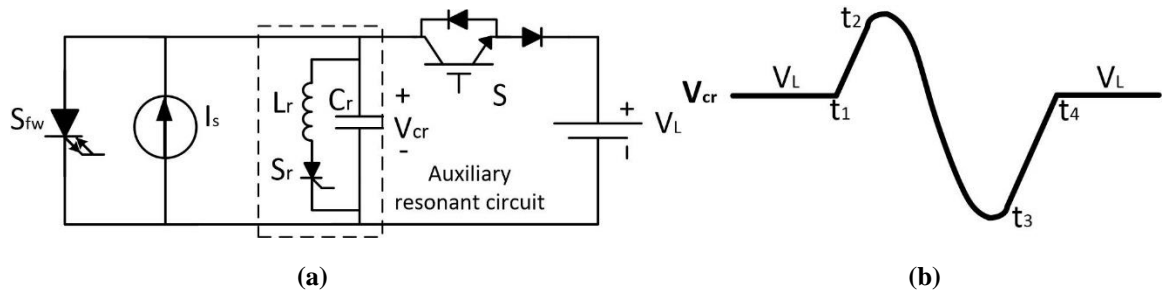 Sfw
Is
Lr
Cr
Sr
+
Vcr
-
Auxiliary
resonant circuit
S
+
VL
(a)
Vcr
VL
t1
t2
t3
t4
VL
(b)